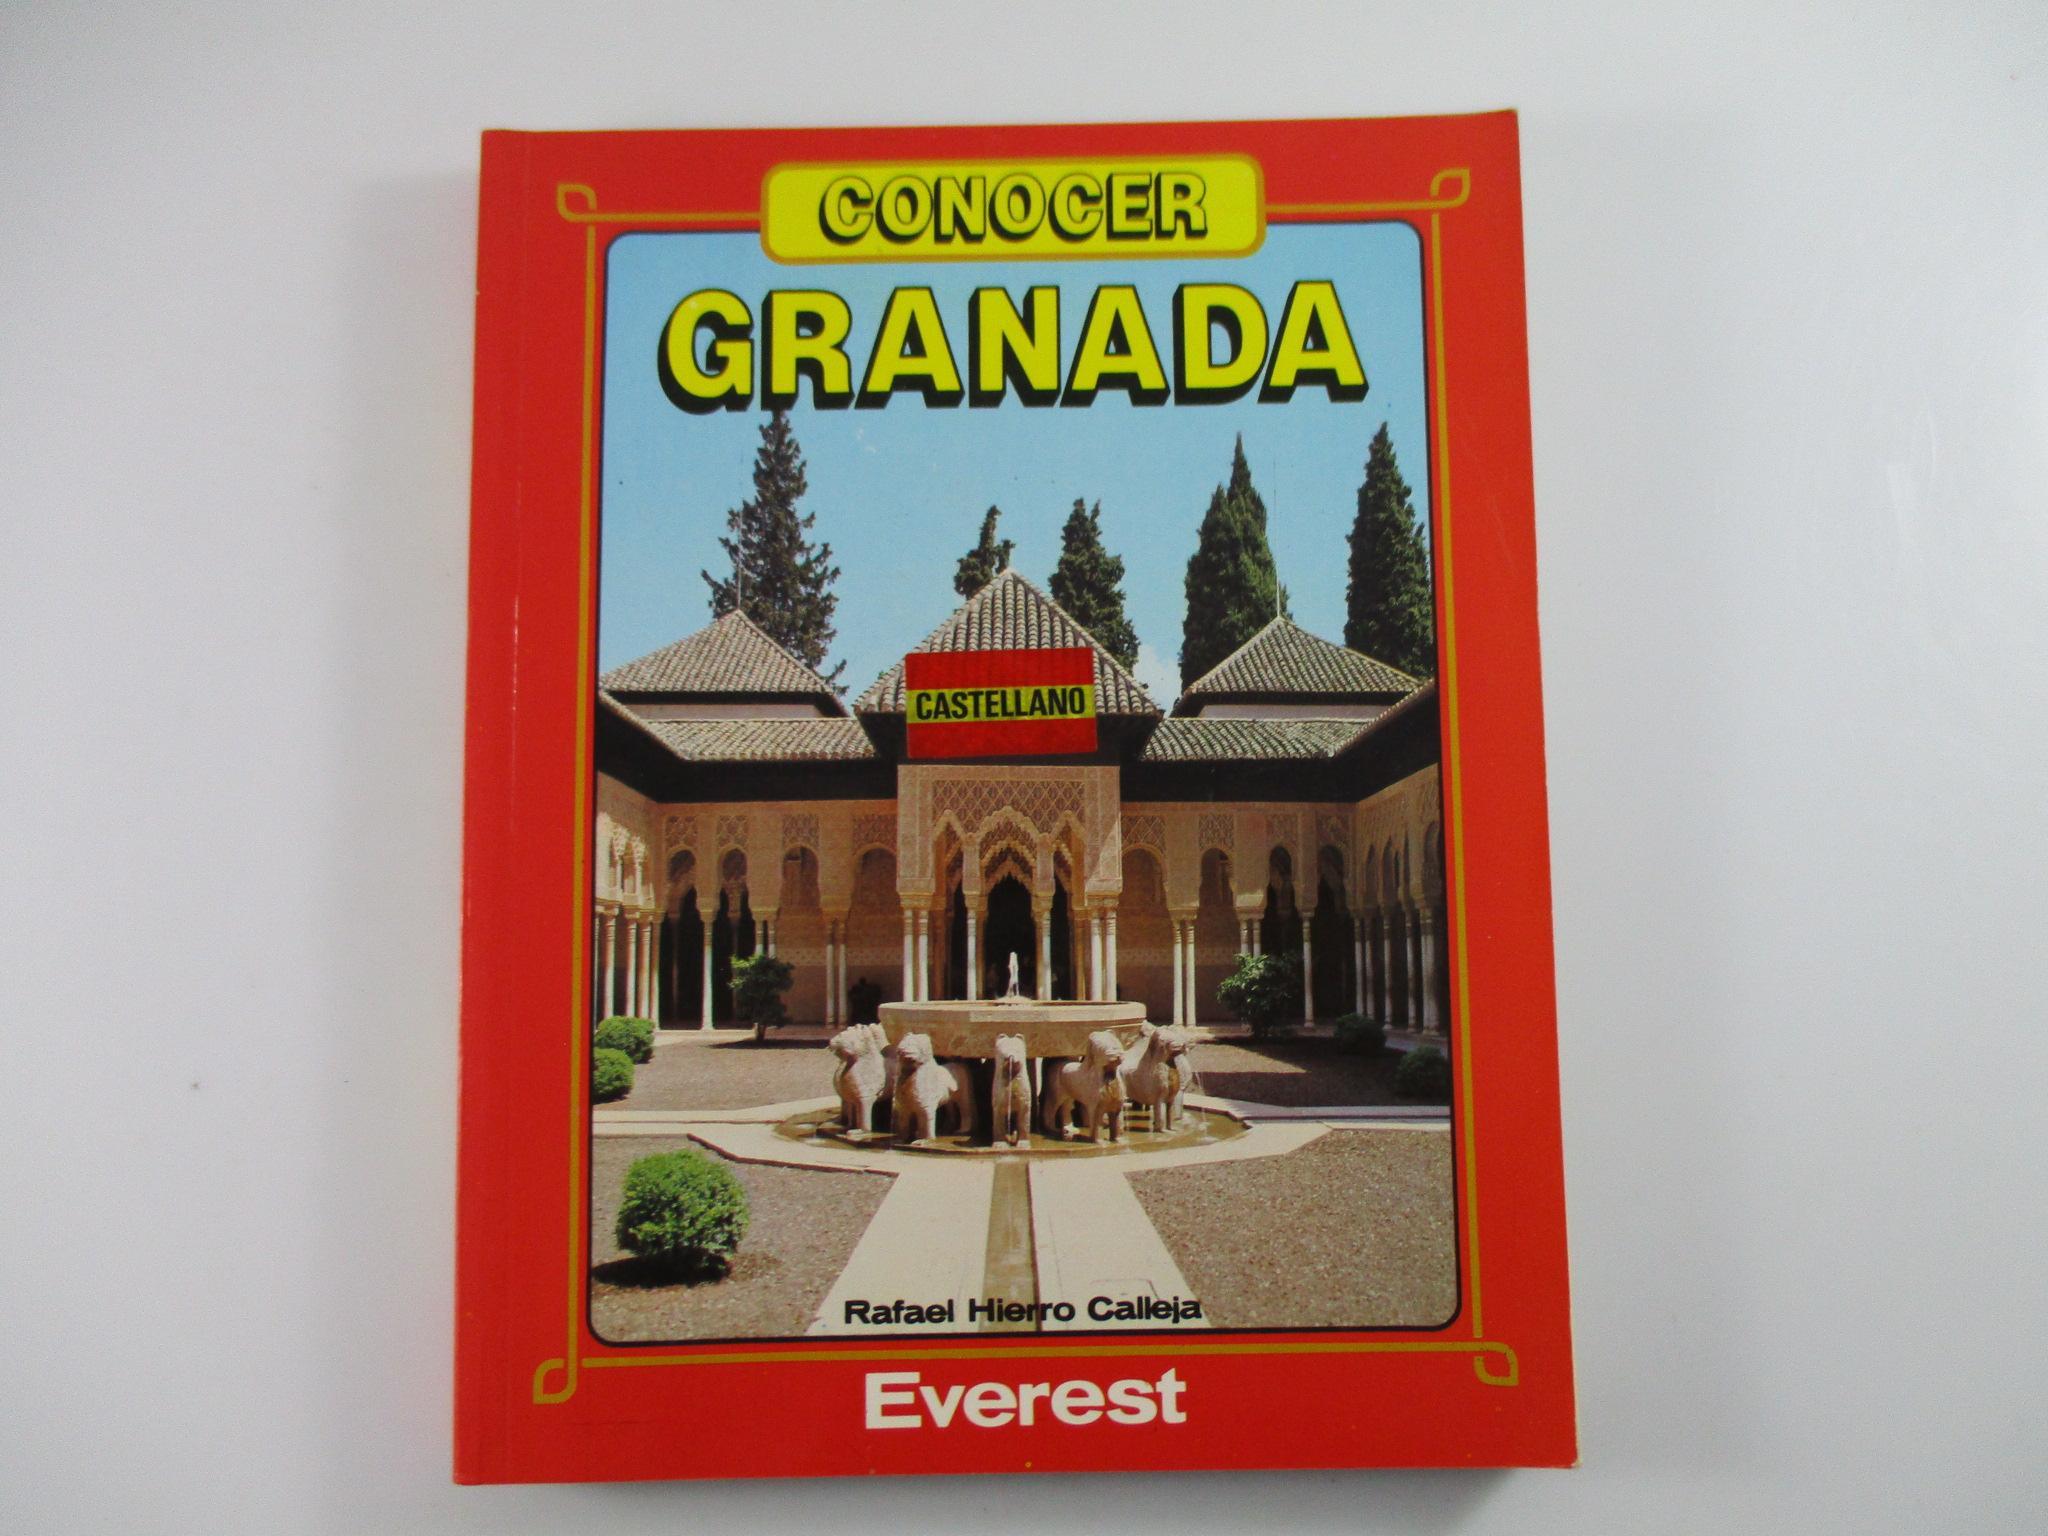 CONOCER
GRANADA
CASTELLANO
Rafael Hierro Calleja
Everest